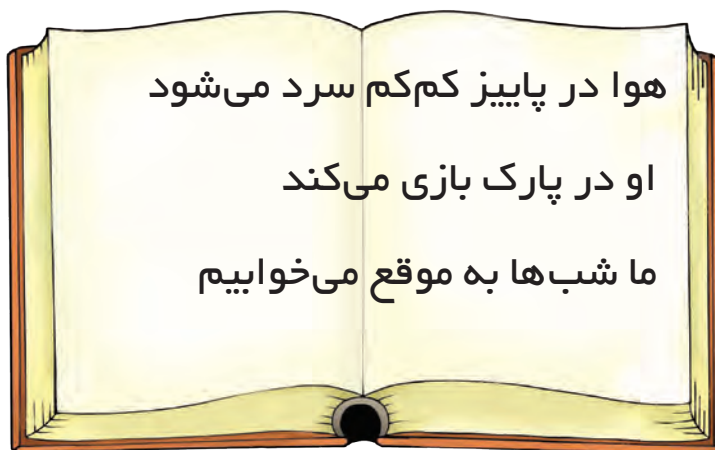 هوا در پاییز کم‌کم سرد می‌شود
او در پارک بازی می‌کند
ما شب‌ها به موقع می‌خوابیم